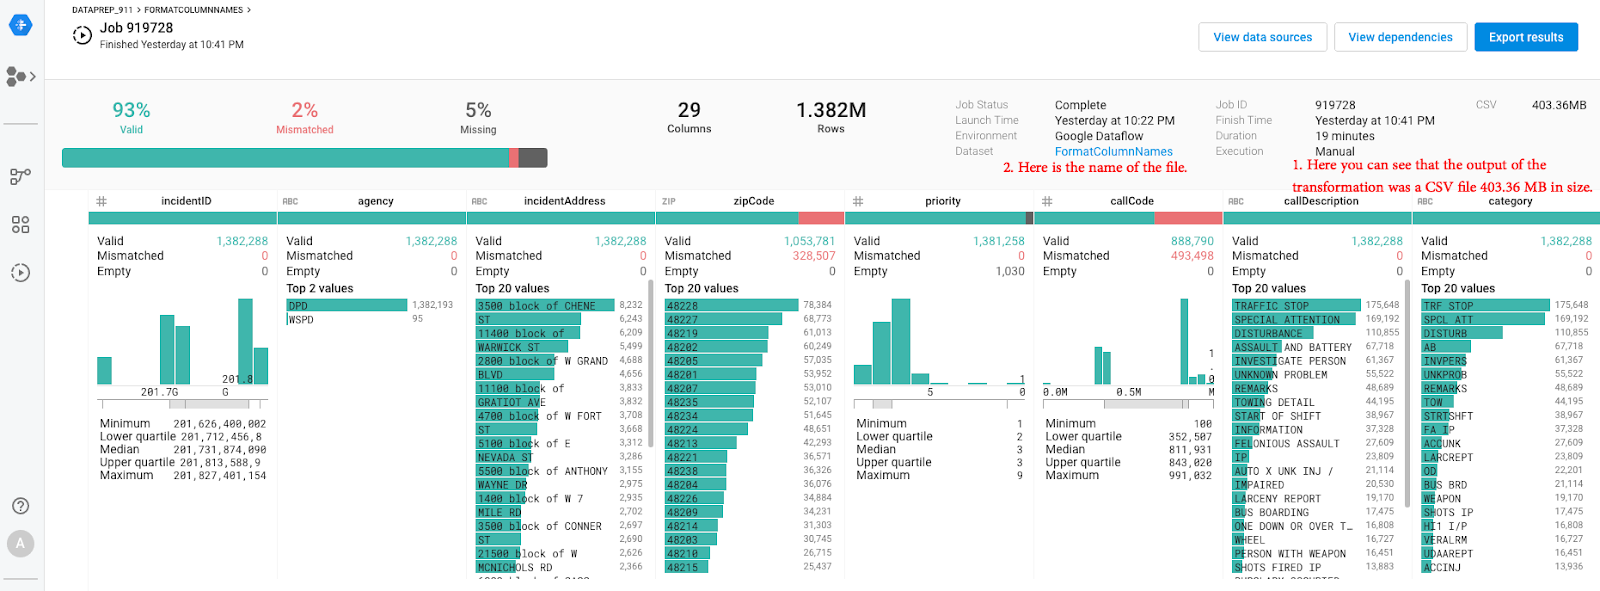 DATAPREP_911 > FORMATCOLUMNNAMES >
Job 919728
Finished Yesterday at 10:41 PM
View data sources
View dependencies
Export results
93%
Valid
2%
Mismatched
5%
Missing
29
Columns
1.382M
Rows
Job Status Complete
Launch Time Yesterday at 10:22 PM
Environment Google Dataflow
Dataset FormatColumnNames
2. Here is the name of the file.
Job ID 919728
Finish Time Yesterday at 10:41 PM
Duration 19 minutes
Execution Manual
CSV 403.36MB
1. Here you can see that the output of the
transformation was a CSV file 403.36 MB in size.
# incidentID
Valid 1,382,288
Mismatched 0
Empty 0
201.8
201.7G G
Minimum 201,626,400,002
Lower quartile 201,712,456,8
Median 201,731,874,090
Upper quartile 201,813,588,9
Maximum 201,827,401,154
ABC agency
Valid 1,382,288
Mismatched 0
Empty 0
Top 2 values
DPD 1,382,193
WSPD 95
ABC incidentAddress
Valid 1,382,288
Mismatched 0
Empty 0
Top 20 values
3500 block of CHENE 8,232
ST 6,243
11400 block of 6,209
WARWICK ST 5,499
2800 block of W GRAND 4,688
BLVD 4,656
11100 block of 3,833
GRATIOT AVE 3,832
4700 block of W FORT 3,708
ST 3,668
5100 block of E 3,312
NEVADA ST 3,286
5500 block of ANTHONY 3,155
WAYNE DR 2,975
1400 block of W 7 2,935
MILE RD 2,702
3500 block of CONNER 2,697
ST 2,690
21500 block of W 2,626
MCNICHOLS RD 2,366
ZIP zipCode
Valid 1,053,781
Mismatched 328,507
Empty 0
Top 20 values
48228 78,384
48227 68,773
48219 61,013
48202 60,249
48205 57,035
48201 53,952
48207 53,010
48235 52,107
48234 51,645
48224 48,651
48213 42,293
48221 36,571
48238 36,326
48204 36,076
48226 34,884
48209 34,231
48214 31,303
48203 30,745
48210 26,715
48215 25,437
# priority
Valid 1,381,258
Mismatched 0
Empty 1,030
1
5 0
Minimum 1
Lower quartile 2
Median 3
Upper quartile 3
Maximum 9
# callCode
Valid 888,790
Mismatched 493,498
Empty 0
1
.
0
0.0M 0.5M M
Minimum 100
Lower quartile 352,507
Median 811,931
Upper quartile 843,020
Maximum 991,032
ABC callDescription
Valid 1,382,288
Mismatched 0
Empty 0
Top 20 values
TRAFFIC STOP 175,648
SPECIAL ATTENTION 169,192
DISTURBANCE 110,855
ASSAULT AND BATTERY 67,718
INVESTIGATE PERSON 61,367
UNKNOWN PROBLEM 55,522
REMARKS 48,689
TOWING DETAIL 44,195
START OF SHIFT 38,967
INFORMATION 37,328
FELONIOUS ASSAULT 27,609
IP 23,809
AUTO X UNK INJ / 21,114
IMPAIRED 20,530
LARCENY REPORT 19,170
BUS BOARDING 17,475
ONE DOWN OR OVER T… 16,808
WHEEL 16,727
PERSON WITH WEAPON 16,451
SHOTS FIRED IP 13,883
ABC category
Valid 1,382,288
Mismatched 0
Empty 0
Top 20 values
TRF STOP 175,648
SPCL ATT 169,192
DISTURB 110,855
AB 67,718
INVPERS 61,367
UNKPROB 55,522
REMARKS 48,689
TOW 44,195
STRTSHFT 38,967
FA IP 37,328
ACCUNK 27,609
LARCREPT 23,809
OD 22,201
BUS BRD 21,114
WEAPON 19,170
SHOTS IP 17,475
HI1 I/P 16,808
VERALRM 16,727
UDAAREPT 16,451
ACCINJ 13,936
A